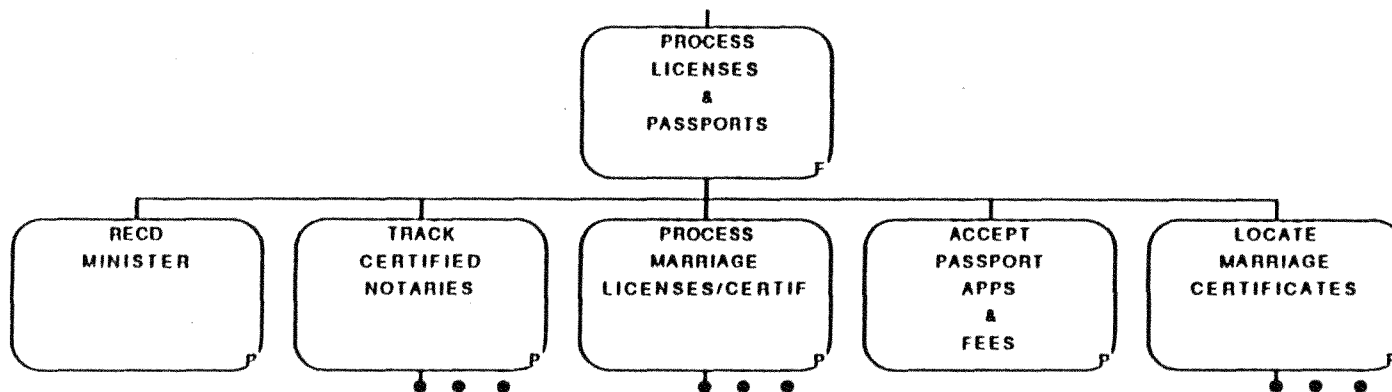 PROCESS
LICENSES
&
PASSPORTS
F
RECD
MINISTER
P
TRACK
CERTIFIED
NOTARIES
P
PROCESS
MARRIAGE
LICENSES/CERTIF
P
ACCEPT
PASSPORT
APPS
&
FEES
P
LOCATE
MARRIAGE
CERTIFICATES
P